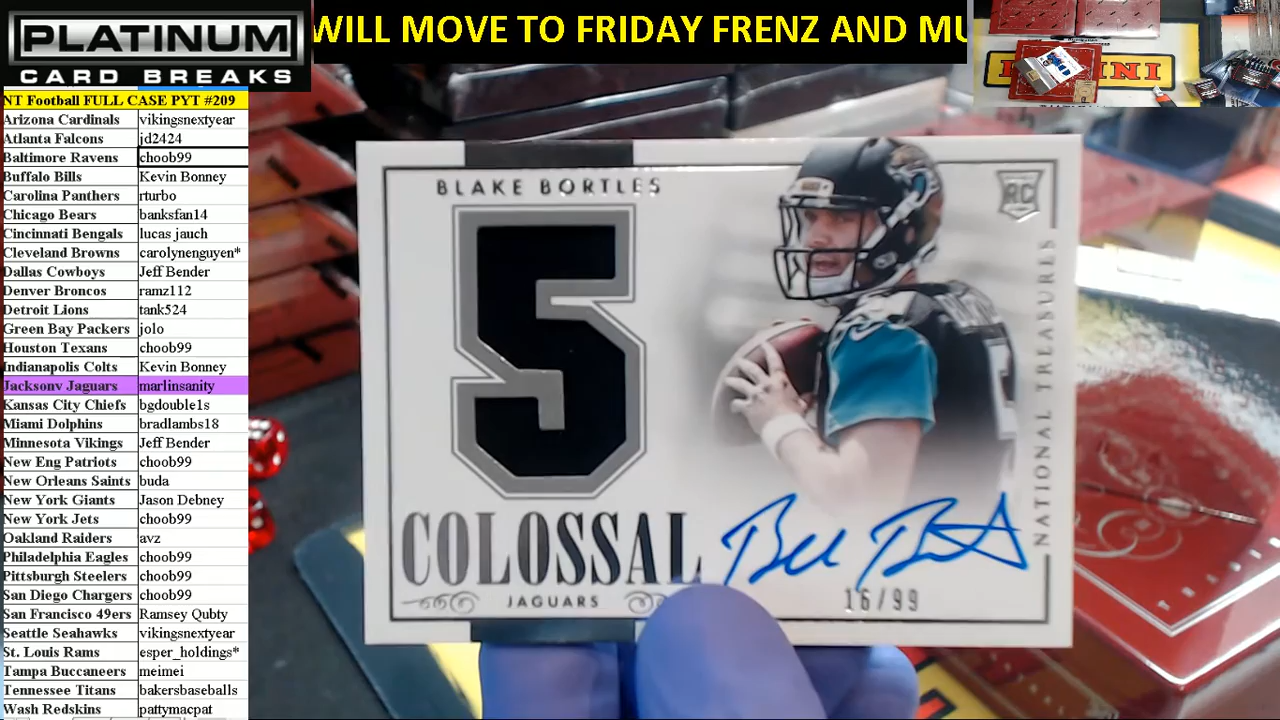 PLATINUM
CARD BREAKS
WILL MOVE TO FRIDAY FRENZ AND MU
NT Football FULL CASE PYT #209
Arizona Cardinals vikingsnextyear
Atlanta Falcons jd2424
Baltimore Ravens choob99
Buffalo Bills Kevin Bonney
Carolina Panthers rturbo
Chicago Bears banksfan14
Cincinnati Bengals lucas jauch
Cleveland Browns carolynenguyen*
Dallas Cowboys Jeff Bender
Denver Broncos ramz112
Detroit Lions tank524
Green Bay Packers jolo
Houston Texans choob99
Indianapolis Colts Kevin Bonney
Jacksonv Jaguars marlinsanity
Kansas City Chiefs bgdouble1s
Miami Dolphins bradlambs18
Minnesota Vikings Jeff Bender
New Eng Patriots choob99
New Orleans Saints buda
New York Giants Jason Debney
New York Jets choob99
Oakland Raiders avz
Philadelphia Eagles choob99
Pittsburgh Steelers choob99
San Diego Chargers choob99
San Francisco 49ers Ramsey Qubty
Seattle Seahawks vikingsnextyear
St. Louis Rams esper_holdings*
Tampa Buccaneers meimei
Tennessee Titans bakersbaseballs
Wash Redskins pattymacpat
BLAKE BORTLES
5
COLOSSAL
JAGUARS
16/99
RC
NATIONAL TREASURES